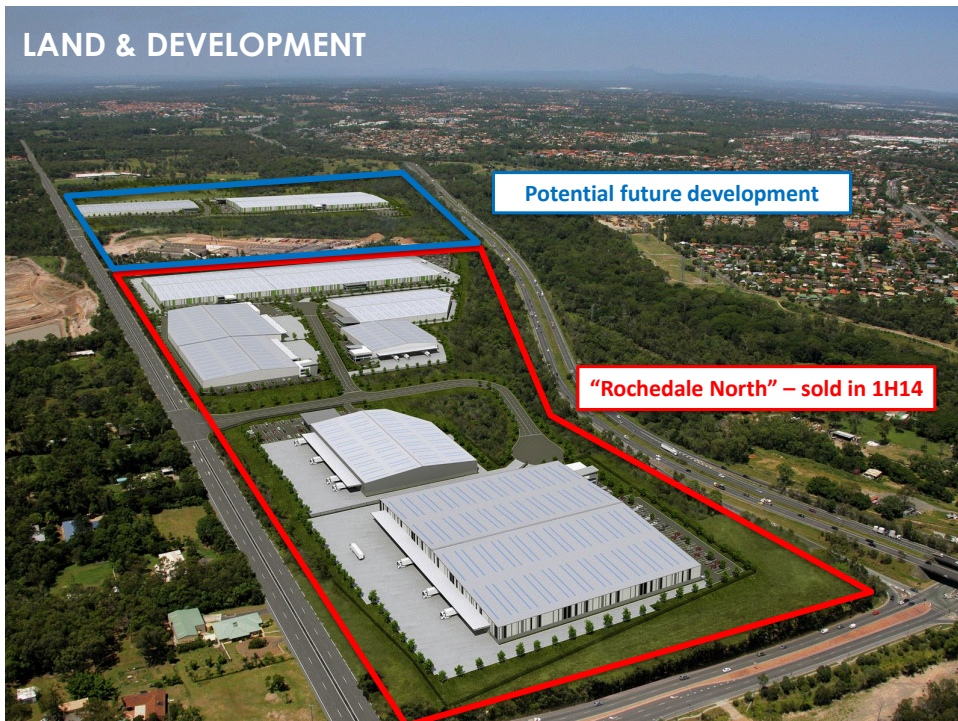 LAND & DEVELOPMENT
Potential future development
“Rochedale North” – sold in 1H14